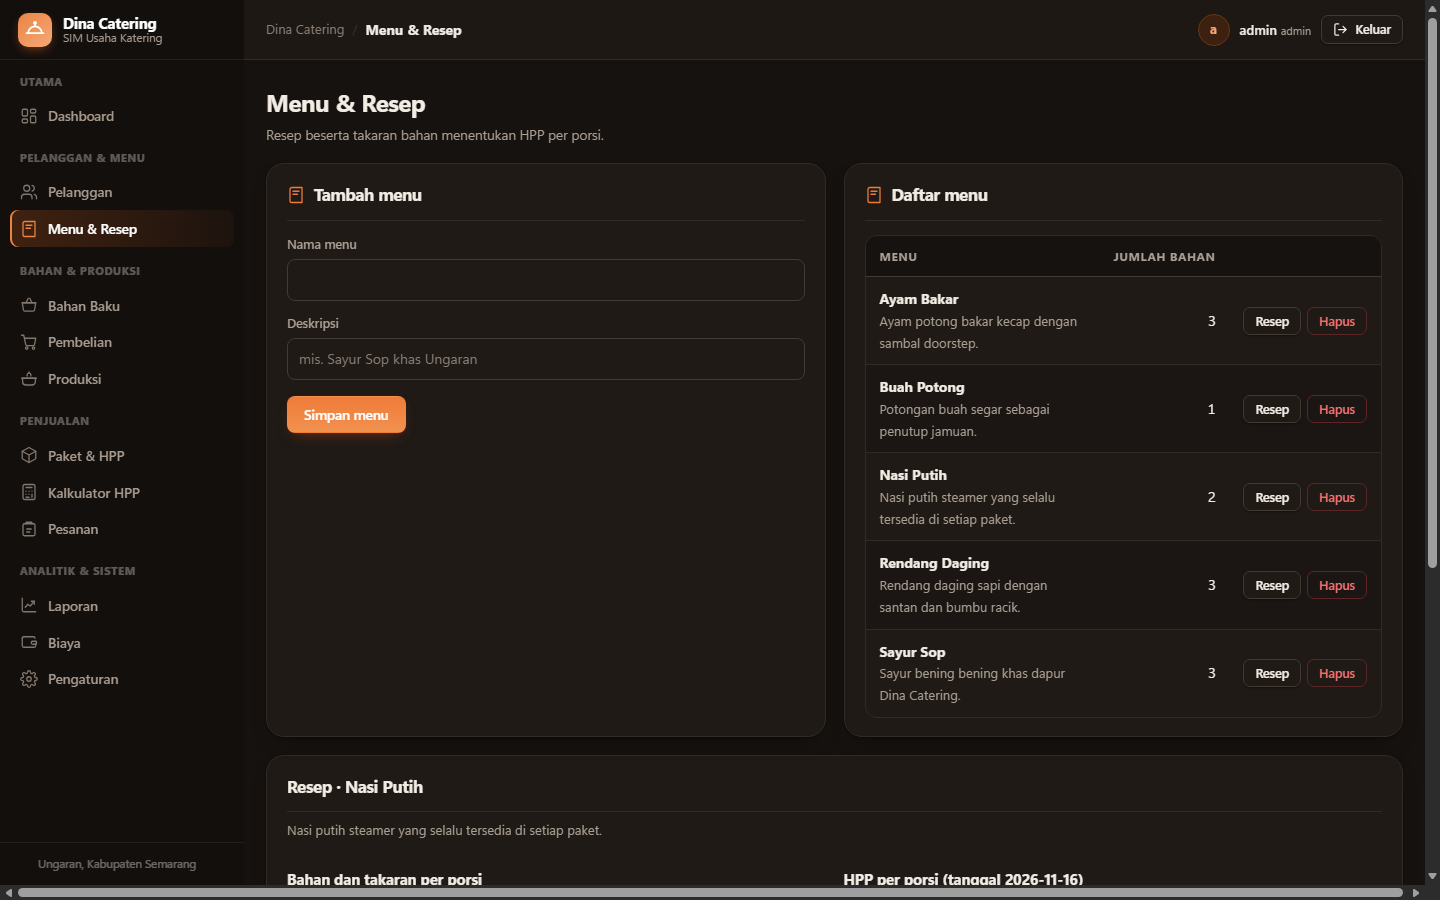 Dina Catering
SIM Usaha Katering
UTAMA
Dashboard
PELANGGAN & MENU
Pelanggan
Menu & Resep
BAHAN & PRODUKSI
Bahan Baku
Pembelian
Produksi
PENJUALAN
Paket & HPP
Kalkulator HPP
Pesanan
ANALITIK & SISTEM
Laporan
Biaya
Pengaturan
Ungaran, Kabupaten Semarang
Dina Catering / Menu & Resep
a admin admin Keluar
Menu & Resep
Resep beserta takaran bahan menentukan HPP per porsi.
Tambah menu
Nama menu
Deskripsi
mis. Sayur Sop khas Ungaran
Simpan menu
Daftar menu
MENU JUMLAH BAHAN
Ayam Bakar
Ayam potong bakar kecap dengan
sambal doorstep.
3 Resep Hapus
Buah Potong
Potongan buah segar sebagai
penutup jamuan.
1 Resep Hapus
Nasi Putih
Nasi putih steamer yang selalu
tersedia di setiap paket.
2 Resep Hapus
Rendang Daging
Rendang daging sapi dengan
santan dan bumbu racik.
3 Resep Hapus
Sayur Sop
Sayur bening bening khas dapur
Dina Catering.
3 Resep Hapus
Resep · Nasi Putih
Nasi putih steamer yang selalu tersedia di setiap paket.
Bahan dan takaran per porsi
HPP per porsi (tanggal 2026-11-16)